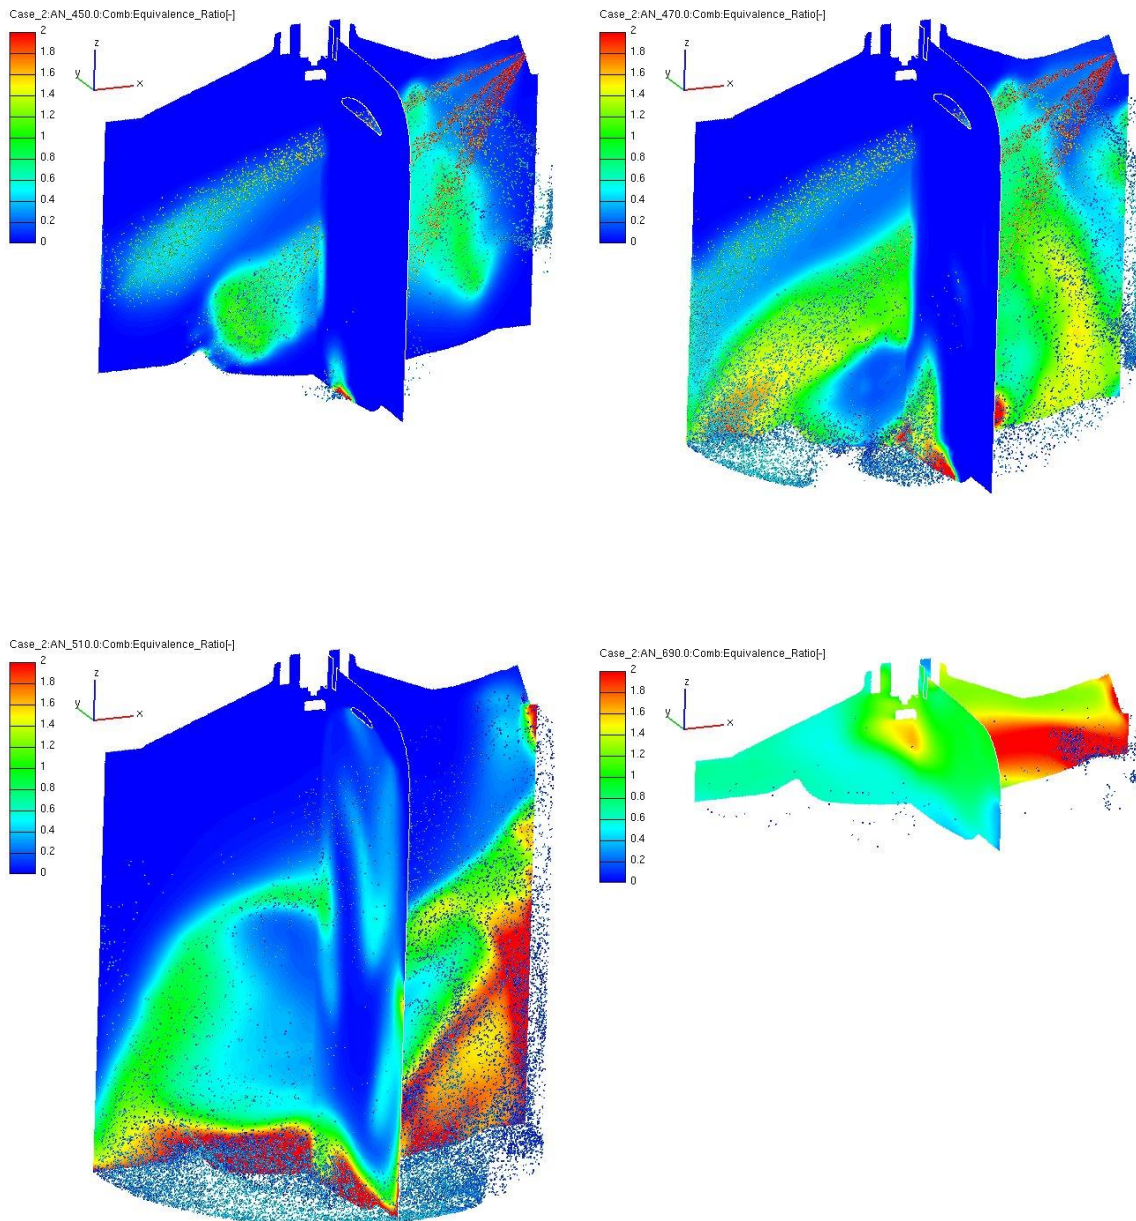 Case_2:AN_450.0:Comb:Equivalence_Ratio[-]
2
1.8
1.6
1.4
1.2
1
0.8
0.6
0.4
0.2
0
z
y
x
Case_2:AN_470.0:Comb:Equivalence_Ratio[-]
2
1.8
1.6
1.4
1.2
1
0.8
0.6
0.4
0.2
0
z
y
x
Case_2:AN_510.0:Comb:Equivalence_Ratio[-]
2
1.8
1.6
1.4
1.2
1
0.8
0.6
0.4
0.2
0
z
y
x
Case_2:AN_690.0:Comb:Equivalence_Ratio[-]
2
1.8
1.6
1.4
1.2
1
0.8
0.6
0.4
0.2
0
z
y
x